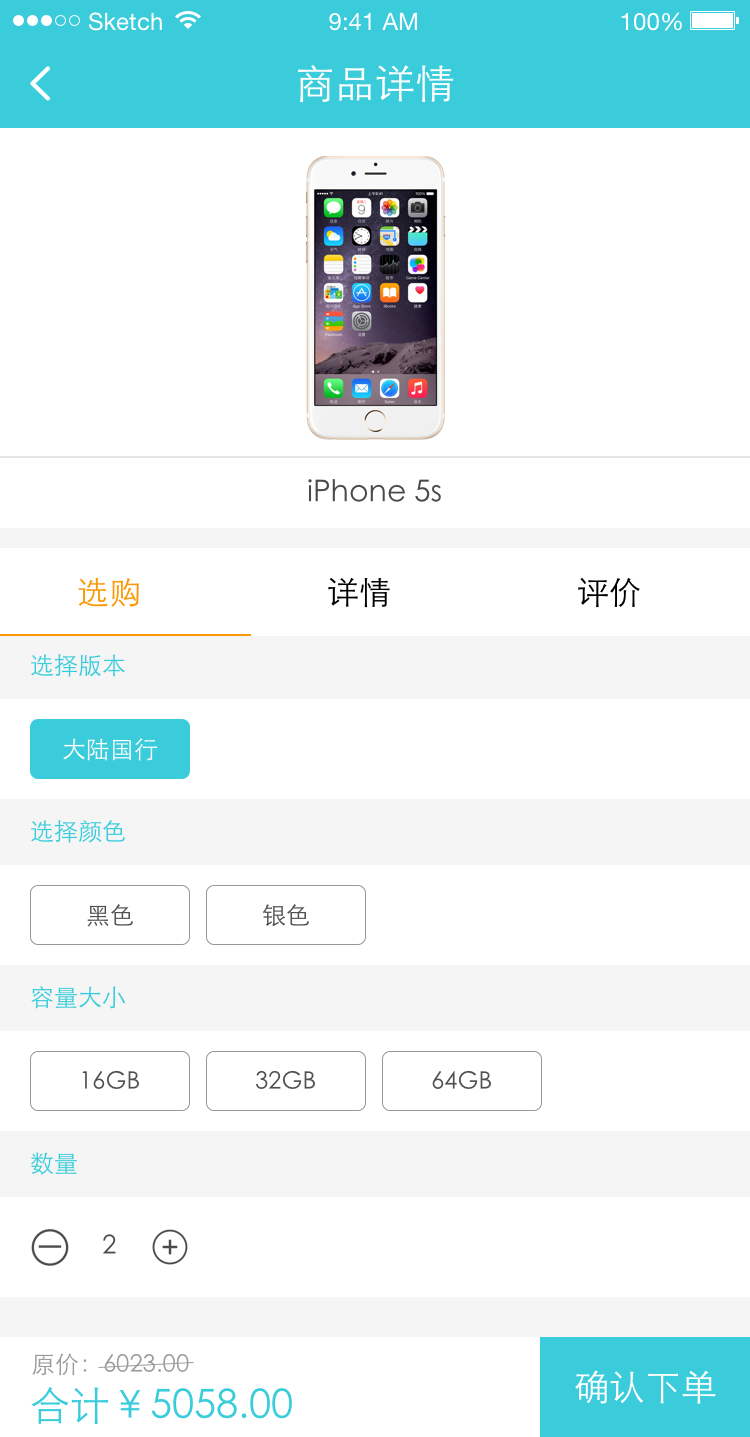 Sketch 9:41 AM 100%
商品详情
iPhone 5s
选购 详情 评价
选择版本
大陆国行
选择颜色
黑色 银色
容量大小
16GB 32GB 64GB
数量
2
原价: 6023.00
合计¥5058.00
确认下单